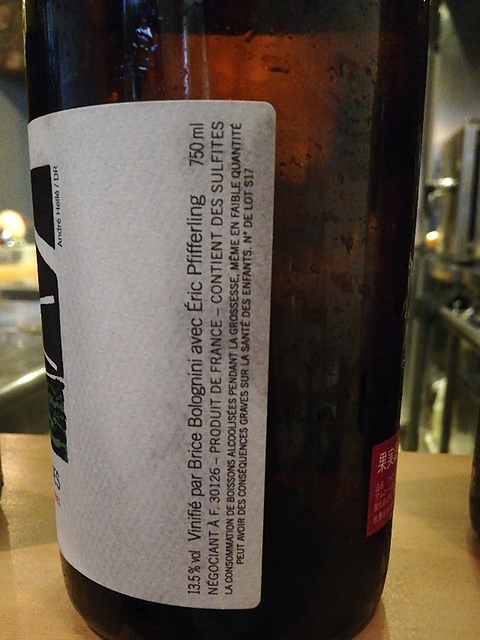 André Hellé / DR
ES
13.5% vol Vinifié par Brice Bolognini avec Éric Pfifferling 750 ml
NÉGOCIANT À F. 30126 – PRODUIT DE FRANCE – CONTIENT DES SULFITES
LA CONSOMMATION DE BOISSONS ALCOOLISÉES PENDANT LA GROSSESSE, MÊME EN FAIBLE QUANTITÉ
PEUT AVOIR DES CONSÉQUENCES GRAVES SUR LA SANTÉ DES ENFANTS. N° DE LOT S17
果実